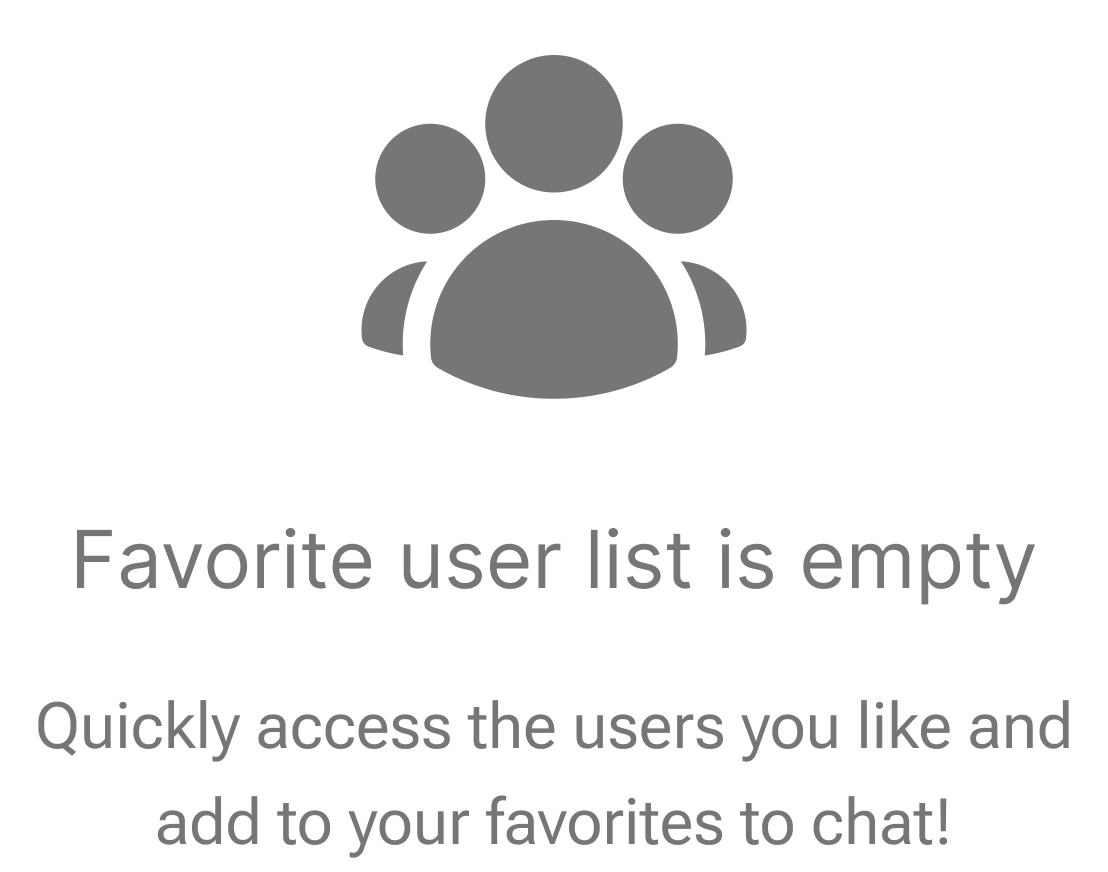 Favorite user list is empty
Quickly access the users you like and
add to your favorites to chat!